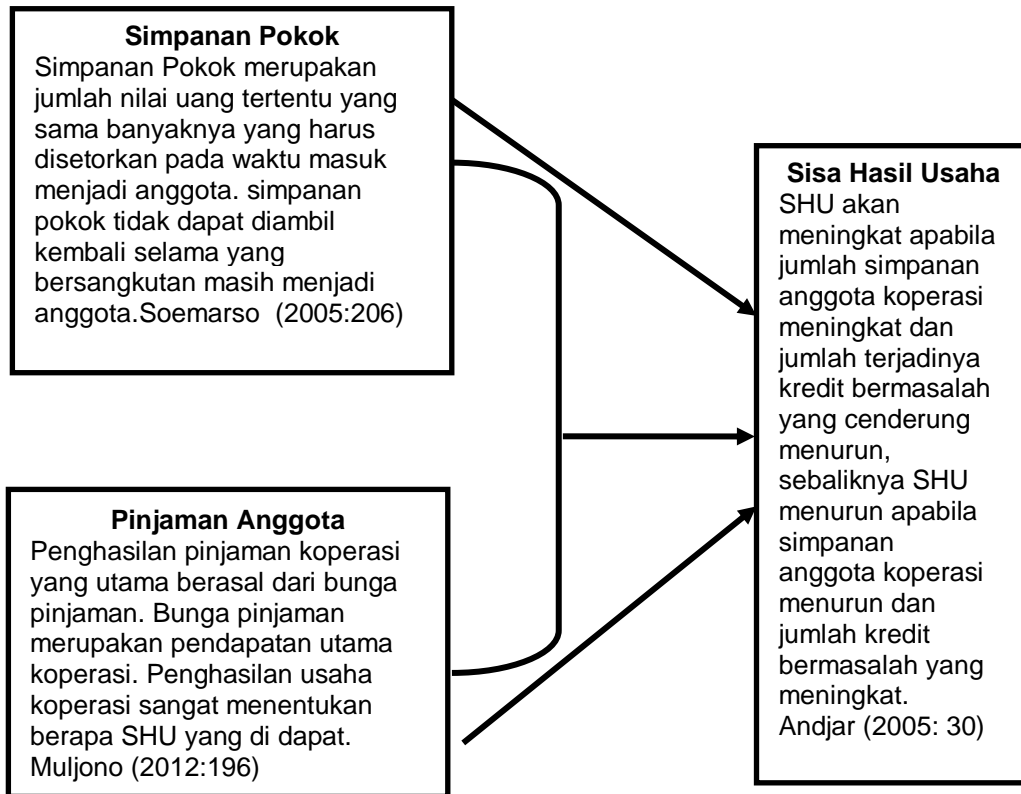 Simpanan Pokok
Simpanan Pokok merupakan
jumlah nilai uang tertentu yang
sama banyaknya yang harus
disetorkan pada waktu masuk
menjadi anggota. simpanan
pokok tidak dapat diambil
kembali selama yang
bersangkutan masih menjadi
anggota.Soemarso (2005:206)
Pinjaman Anggota
Penghasilan pinjaman koperasi
yang utama berasal dari bunga
pinjaman. Bunga pinjaman
merupakan pendapatan utama
koperasi. Penghasilan usaha
koperasi sangat menentukan
berapa SHU yang di dapat.
Muljono (2012:196)
Sisa Hasil Usaha
SHU akan
meningkat apabila
jumlah simpanan
anggota koperasi
meningkat dan
jumlah terjadinya
kredit bermasalah
yang cenderung
menurun,
sebaliknya SHU
menurun apabila
simpanan
anggota koperasi
menurun dan
jumlah kredit
bermasalah yang
meningkat.
Andjar (2005: 30)